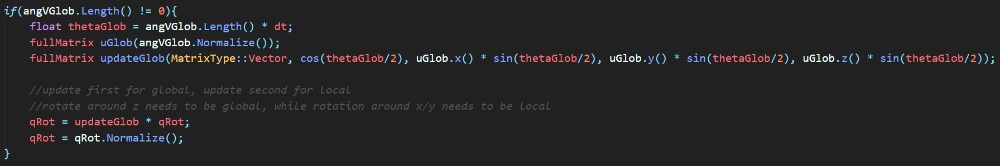 if(angVGlob.Length() != 0){
    float thetaGlob = angVGlob.Length() * dt;
    fullMatrix uGlob(angVGlob.Normalize());
    fullMatrix updateGlob(MatrixType::Vector, cos(thetaGlob/2), uGlob.x() * sin(thetaGlob/2), uGlob.y() * sin(thetaGlob/2), uGlob.z() * sin(thetaGlob/2));
    //update first for global, update second for local
    //rotate around z needs to be global, while rotation around x/y needs to be local
    qRot = updateGlob * qRot;
    qRot = qRot.Normalize();
}